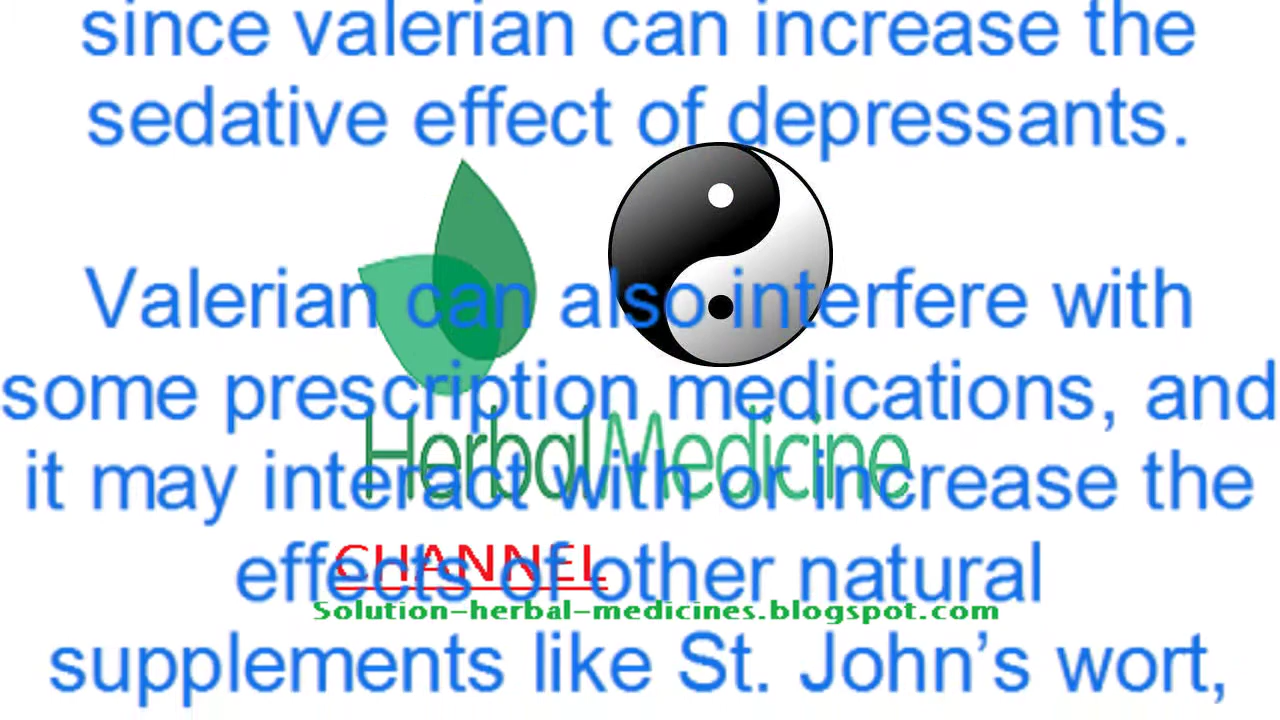 since valerian can increase the
sedative effect of depressants.
Valerian can also interfere with
some prescription medications, and
HerbalMedicine
it may interact with or increase the
CHANNEL
effects of other natural
Solution-herbal-medicines.blogspot.com
supplements like St. John’s wort,